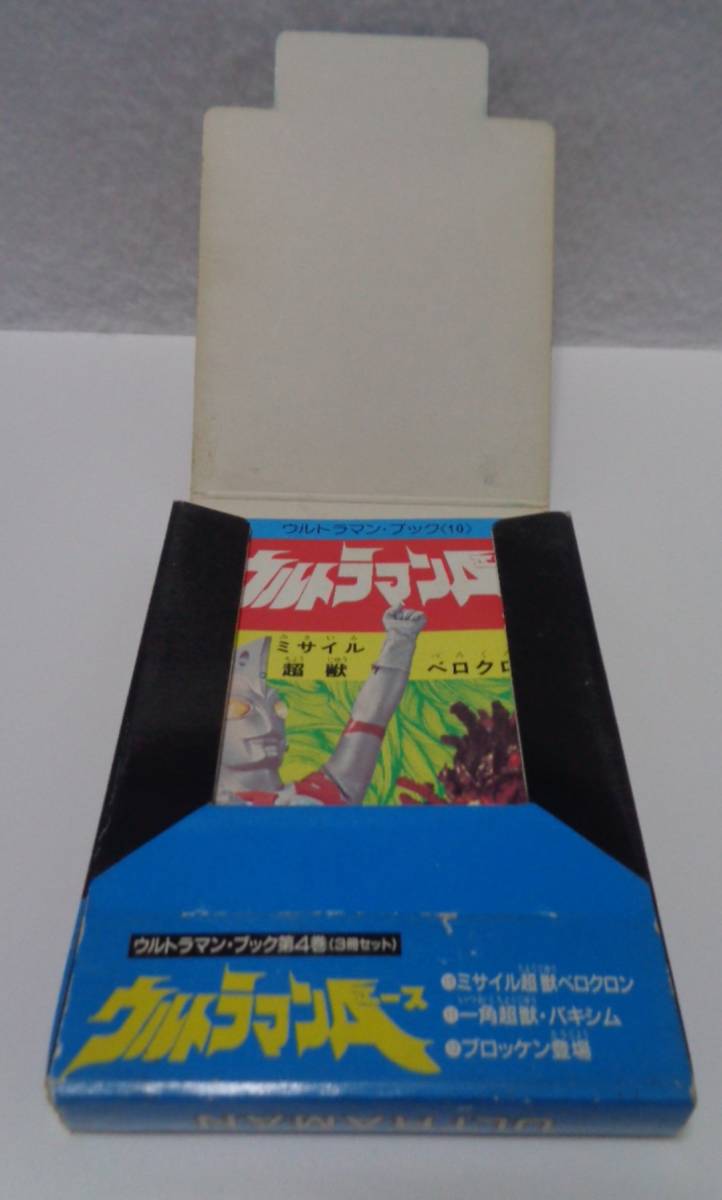 ウルトラマン・ブック(10)
ウルトラマンA
ミサイル
超獣
ベロクロ
ウルトラマン・ブック第4巻(3冊セット)
ウルトラマンA
エース
⑩ミサイル超獣ベロクロン
⑪一角超獣・バキシム
⑫ブロッケン登場
ULTRAMAN